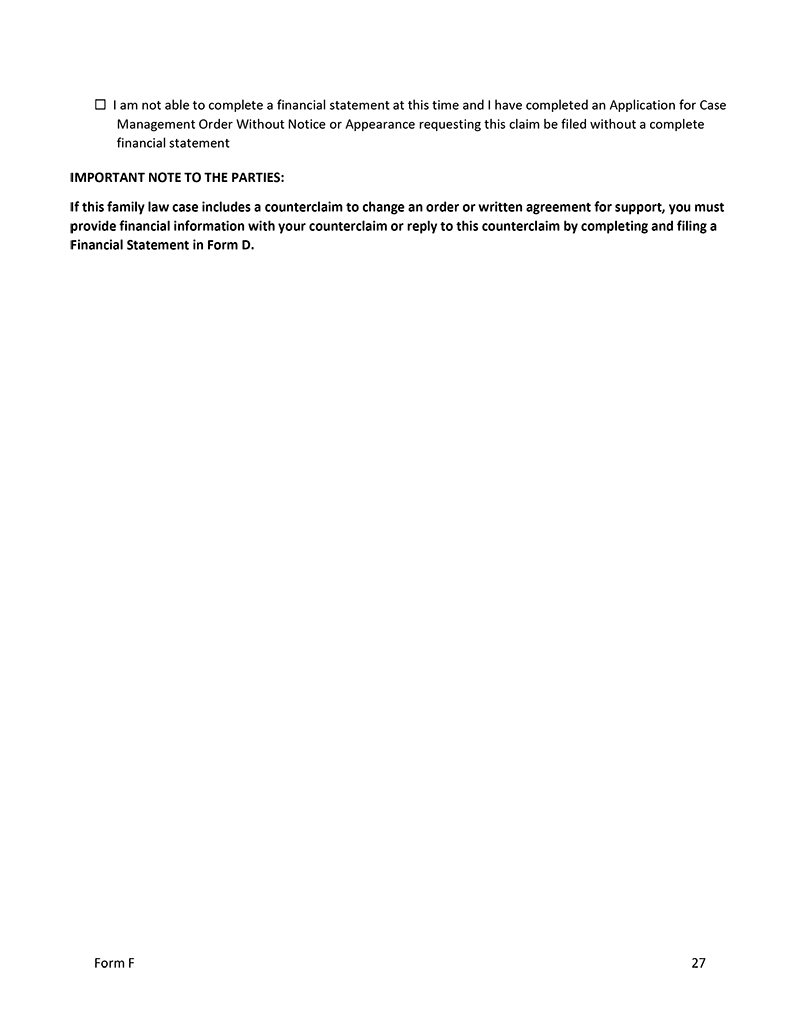 ☐ I am not able to complete a financial statement at this time and I have completed an Application for Case
Management Order Without Notice or Appearance requesting this claim be filed without a complete
financial statement
IMPORTANT NOTE TO THE PARTIES:
If this family law case includes a counterclaim to change an order or written agreement for support, you must
provide financial information with your counterclaim or reply to this counterclaim by completing and filing a
Financial Statement in Form D.
Form F 27